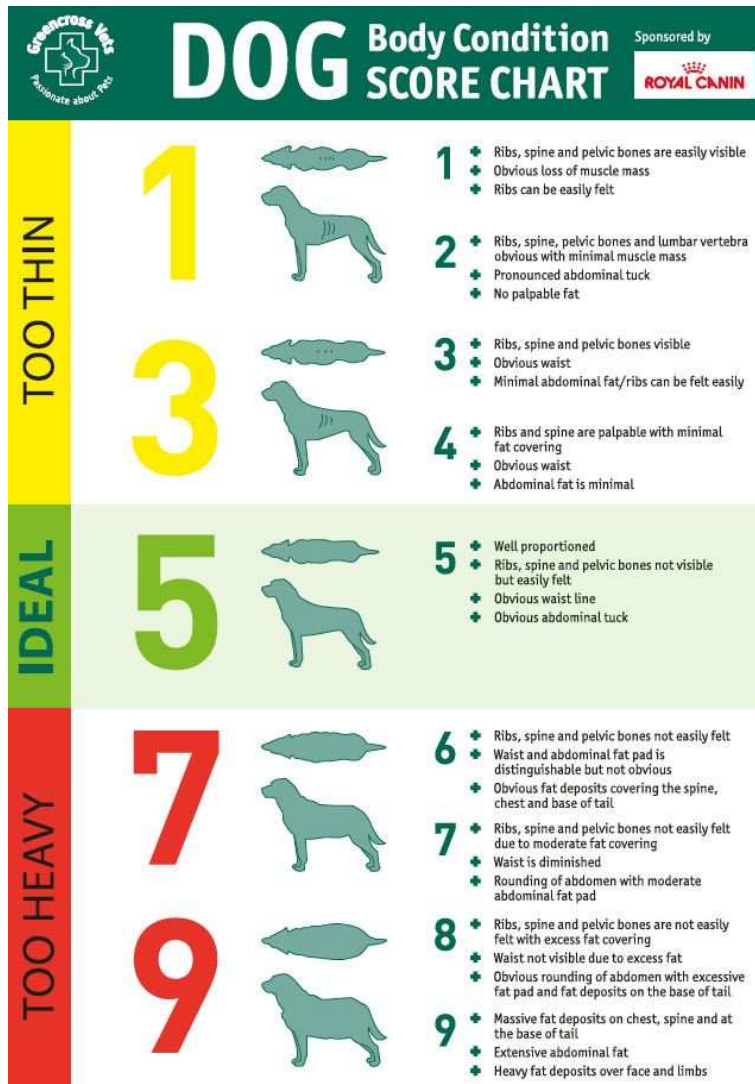 Greencross Vets
Passionate about Pets
DOG Body Condition
SCORE CHART
Sponsored by
ROYAL CANIN
TOO THIN
1
1
Ribs, spine and pelvic bones are easily visible
Obvious loss of muscle mass
Ribs can be easily felt
2
Ribs, spine, pelvic bones and lumbar vertebra
obvious with minimal muscle mass
Pronounced abdominal tuck
No palpable fat
3
3
Ribs, spine and pelvic bones visible
Obvious waist
Minimal abdominal fat/ribs can be felt easily
4
Ribs and spine are palpable with minimal
fat covering
Obvious waist
Abdominal fat is minimal
IDEAL
5
5
Well proportioned
Ribs, spine and pelvic bones not visible
but easily felt
Obvious waist line
Obvious abdominal tuck
TOO HEAVY
7
6
Ribs, spine and pelvic bones not easily felt
Waist and abdominal fat pad is
distinguishable but not obvious
Obvious fat deposits covering the spine,
chest and base of tail
7
Ribs, spine and pelvic bones not easily felt
due to moderate fat covering
Waist is diminished
Rounding of abdomen with moderate
abdominal fat pad
9
8
Ribs, spine and pelvic bones are not easily
felt with excess fat covering
Waist not visible due to excess fat
Obvious rounding of abdomen with excessive
fat pad and fat deposits on the base of tail
9
Massive fat deposits on chest, spine and at
the base of tail
Extensive abdominal fat
Heavy fat deposits over face and limbs